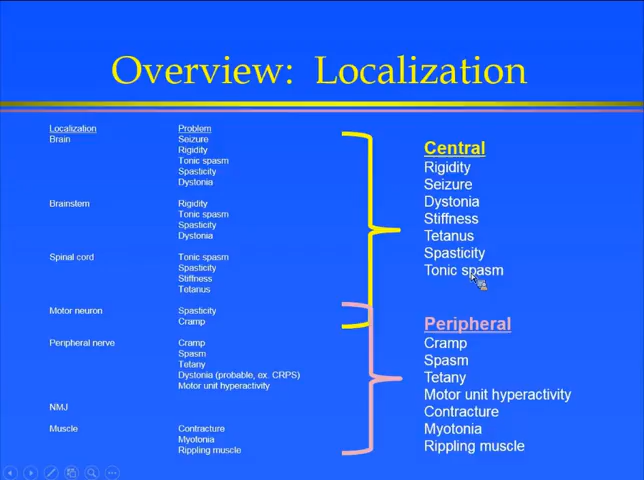 Overview: Localization
Localization Problem
Brain Seizure
Rigidity
Tonic spasm
Spasticity
Dystonia
Brainstem Rigidity
Tonic spasm
Spasticity
Dystonia
Spinal cord Tonic spasm
Spasticity
Stiffness
Tetanus
Motor neuron Spasticity
Cramp
Peripheral nerve Cramp
Spasm
Tetany
Dystonia (probable, ex. CRPS)
Motor unit hyperactivity
NMJ
Muscle Contracture
Myotonia
Rippling muscle
Central
Rigidity
Seizure
Dystonia
Stiffness
Tetanus
Spasticity
Tonic spasm
Peripheral
Cramp
Spasm
Tetany
Motor unit hyperactivity
Contracture
Myotonia
Rippling muscle